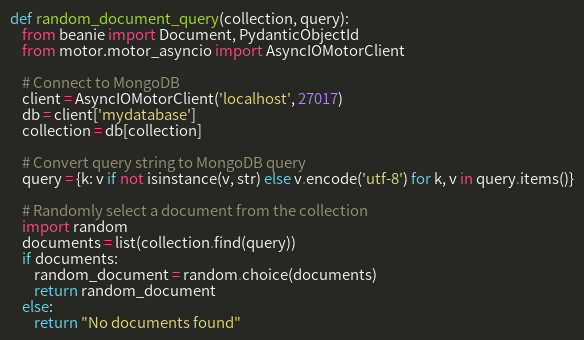 def random_document_query(collection, query):
    from beanie import Document, PydanticObjectId
    from motor.motor_asyncio import AsyncIOMotorClient

    # Connect to MongoDB
    client = AsyncIOMotorClient('localhost', 27017)
    db = client['mydatabase']
    collection = db[collection]

    # Convert query string to MongoDB query
    query = {k: v if not isinstance(v, str) else v.encode('utf-8') for k, v in query.items()}

    # Randomly select a document from the collection
    import random
    documents = list(collection.find(query))
    if documents:
        random_document = random.choice(documents)
        return random_document
    else:
        return "No documents found"